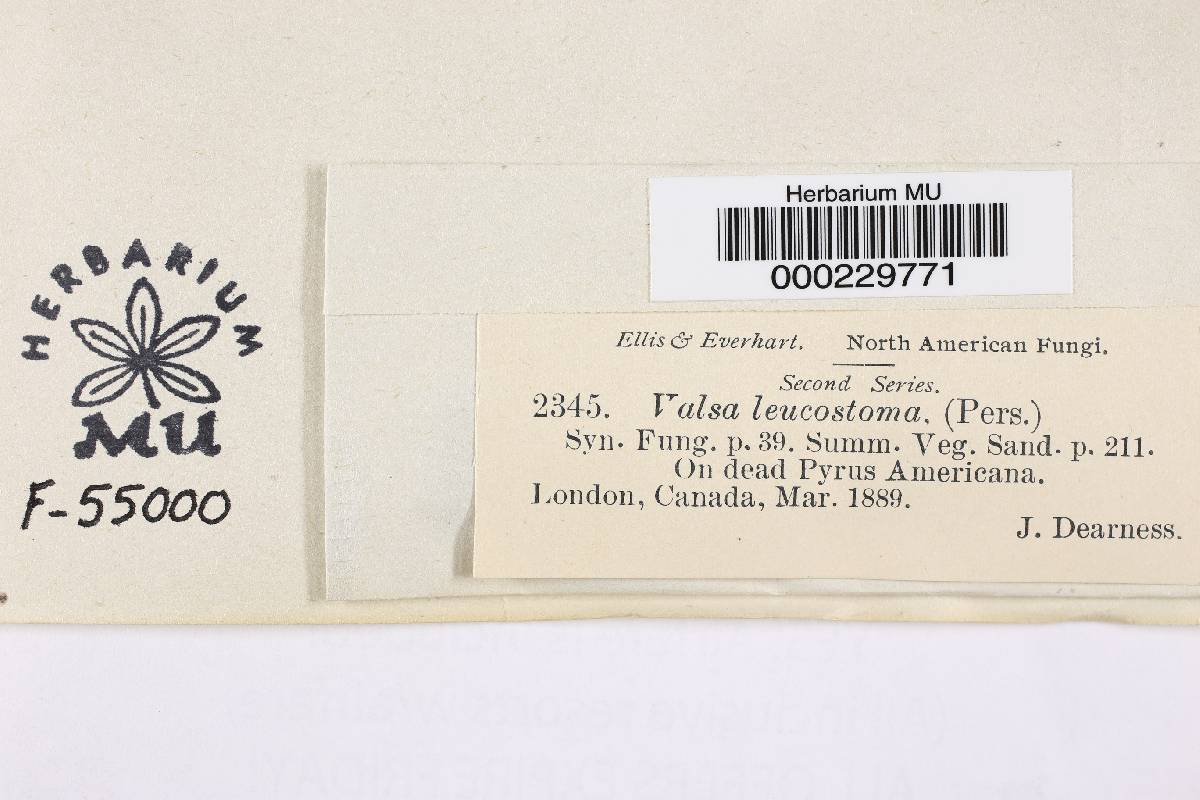 HERBARIUM
MU
F-55000
Herbarium MU
000229771
Ellis & Everhart. North American Fungi.
Second Series.
2345. Valsa leucostoma. (Pers.)
Syn. Fung. p. 39. Summ. Veg. Sand. p. 211.
On dead Pyrus Americana.
London, Canada, Mar. 1889.
J. Dearness.